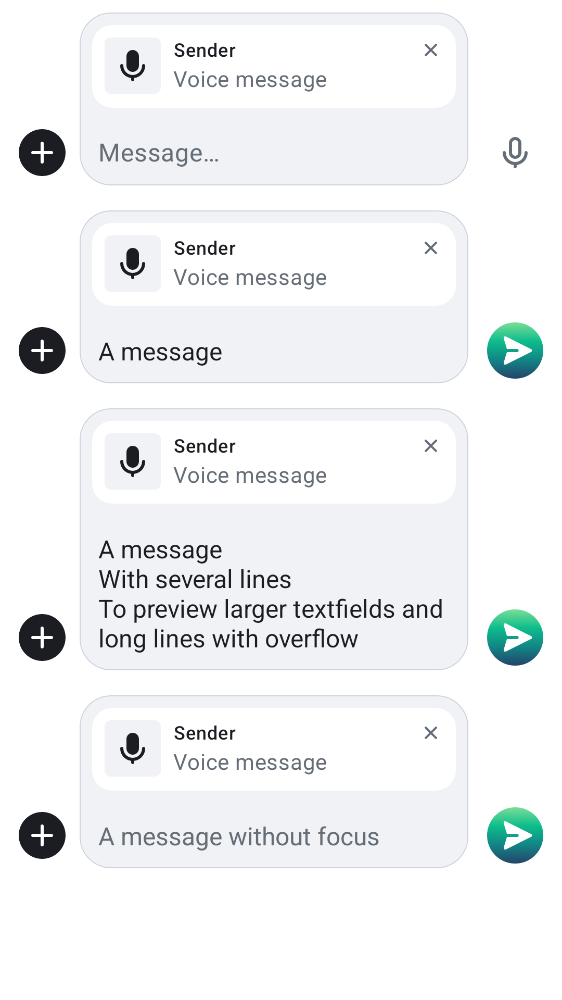 Sender
Voice message
Message…
Sender
Voice message
A message
Sender
Voice message
A message
With several lines
To preview larger textfields and
long lines with overflow
Sender
Voice message
A message without focus